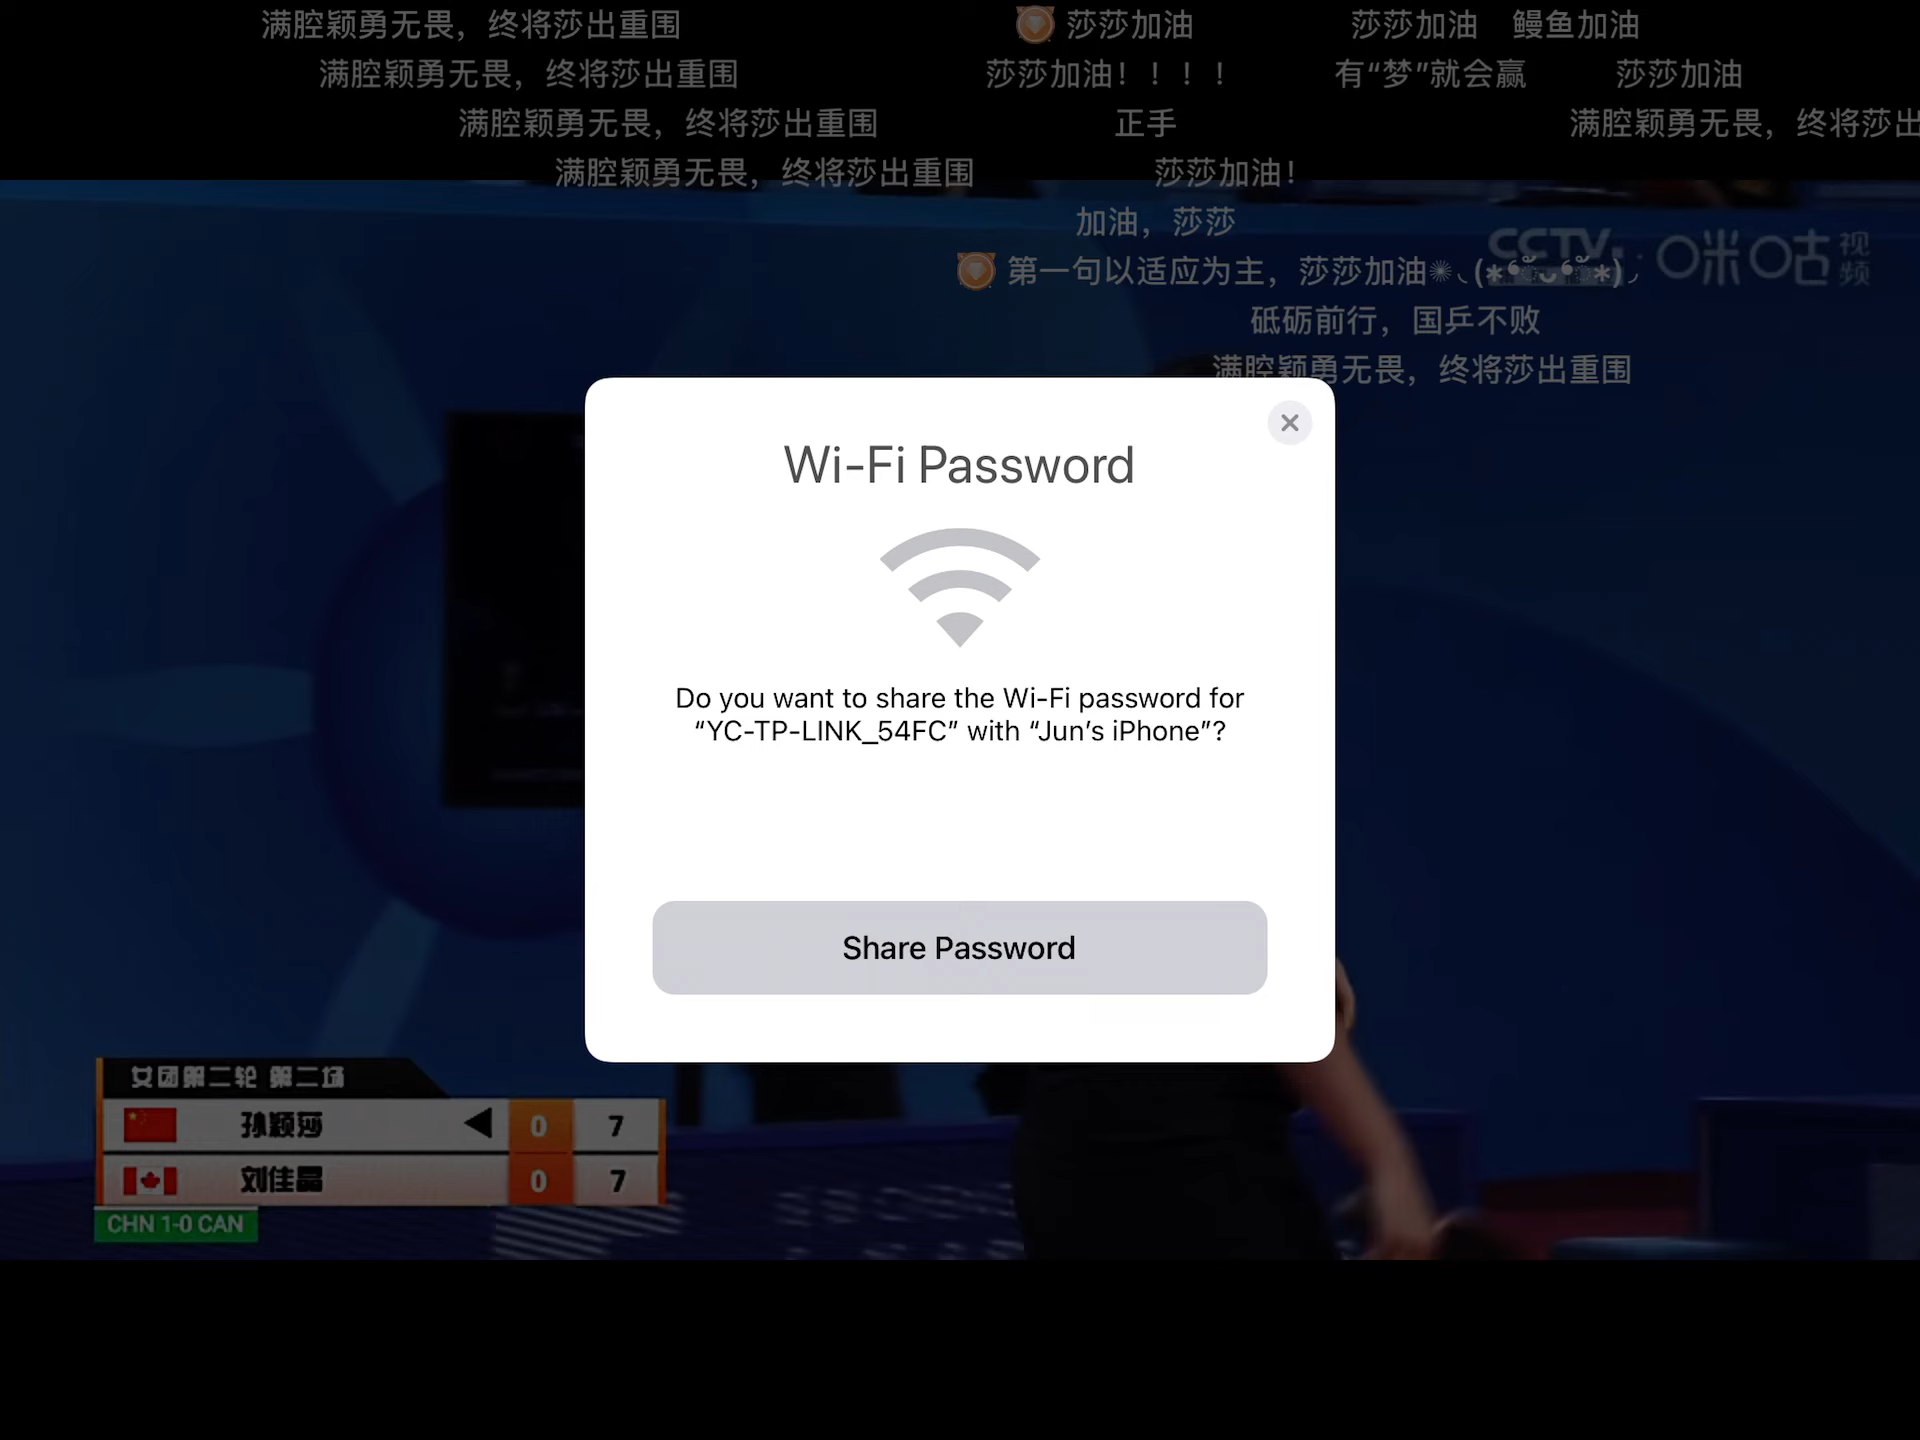 满腔颖勇无畏，终将莎出重围
莎莎加油
莎莎加油
鳗鱼加油
满腔颖勇无畏，终将莎出重围
莎莎加油！！！！
有“梦”就会赢
莎莎加油
满腔颖勇无畏，终将莎出重围
正手
满腔颖勇无畏，终将莎出
满腔颖勇无畏，终将莎出重围
莎莎加油！
加油，莎莎
CCTV.
咪咕视频
第一句以适应为主，莎莎加油
砥砺前行，国乒不败
满腔颖勇无畏，终将莎出重围
Wi-Fi Password
Do you want to share the Wi-Fi password for
“YC-TP-LINK_54FC” with “Jun’s iPhone”?
Share Password
女团第二轮 第二场
孙颖莎 ◀ 0 7
刘佳晶 0 7
CHN 1-0 CAN